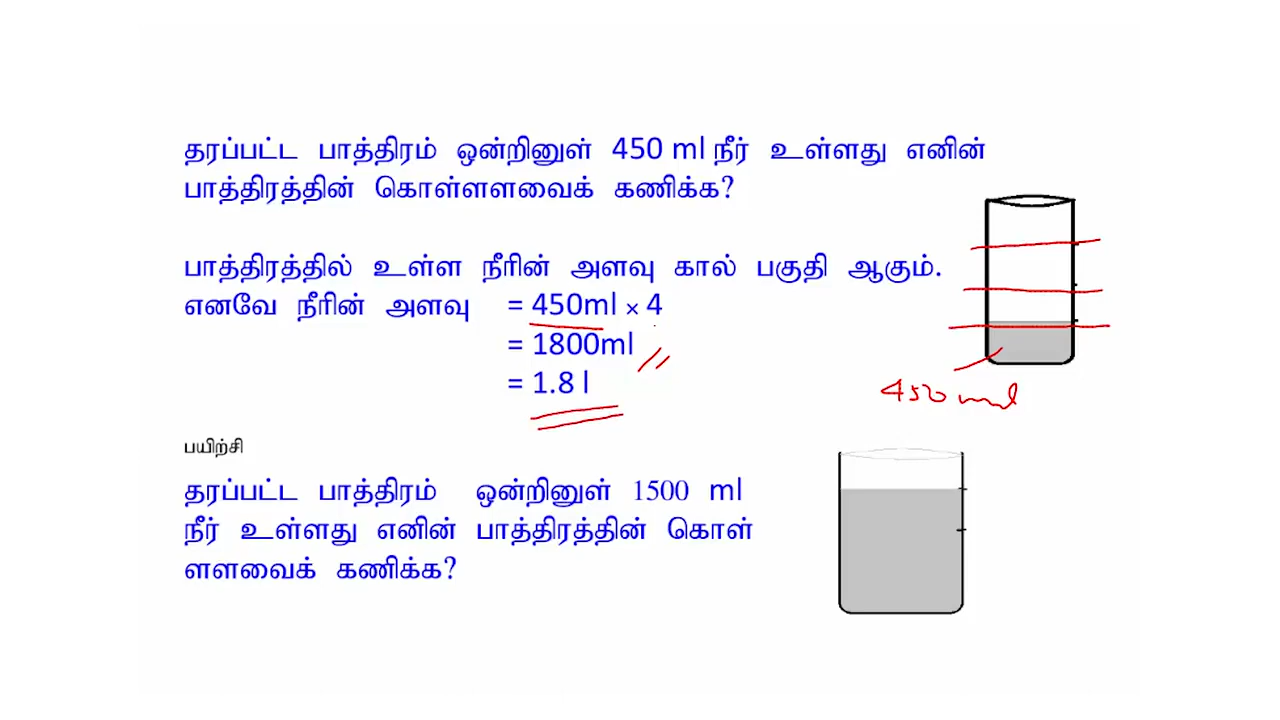 தரப்பட்ட பாத்திரம் ஒன்றினுள் 450 ml நீர் உள்ளது எனின்
பாத்திரத்தின் கொள்ளளவைக் கணிக்க?
பாத்திரத்தில் உள்ள நீரின் அளவு கால் பகுதி ஆகும்.
எனவே நீரின் அளவு = 450ml × 4
= 1800ml
= 1.8 l
450 ml
பயிற்சி
தரப்பட்ட பாத்திரம் ஒன்றினுள் 1500 ml
நீர் உள்ளது எனின் பாத்திரத்தின் கொள்
ளளவைக் கணிக்க?